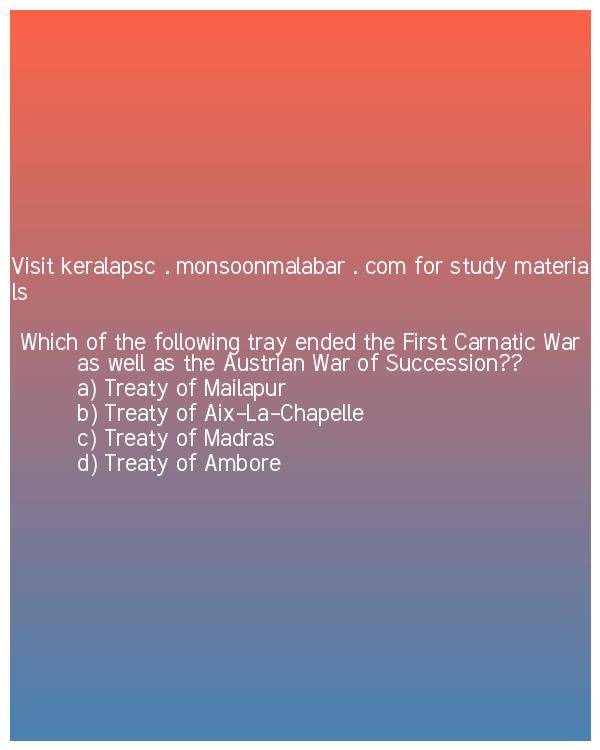 Visit keralapsc . monsoonmalabar . com for study materia
ls
Which of the following tray ended the First Carnatic War
as well as the Austrian War of Succession??
a) Treaty of Mailapur
b) Treaty of Aix-La-Chapelle
c) Treaty of Madras
d) Treaty of Ambore